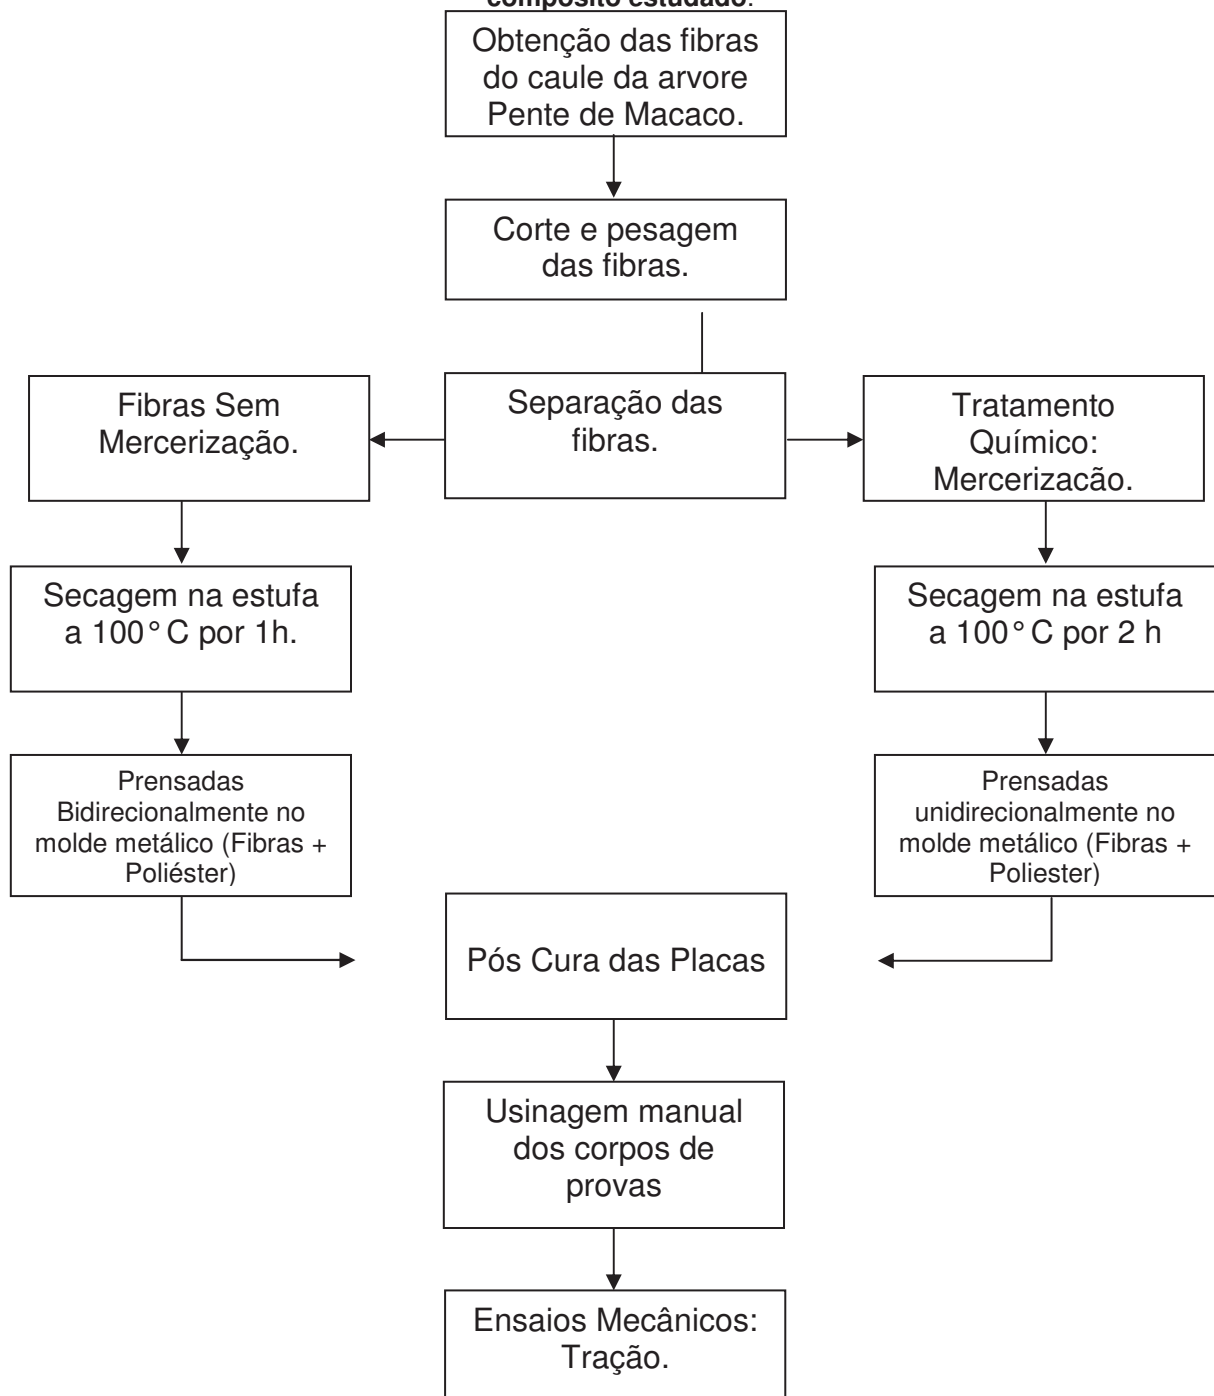 compósito estudado.
Obtenção das fibras
do caule da arvore
Pente de Macaco.
Corte e pesagem
das fibras.
Fibras Sem
Mercerização.
Separação das
fibras.
Tratamento
Químico:
Mercerizacão.
Secagem na estufa
a 100° C por 1h.
Secagem na estufa
a 100° C por 2 h
Prensadas
Bidirecionalmente no
molde metálico (Fibras +
Poliéster)
Prensadas
unidirecionalmente no
molde metálico (Fibras +
Poliester)
Pós Cura das Placas
Usinagem manual
dos corpos de
provas
Ensaios Mecânicos:
Tração.